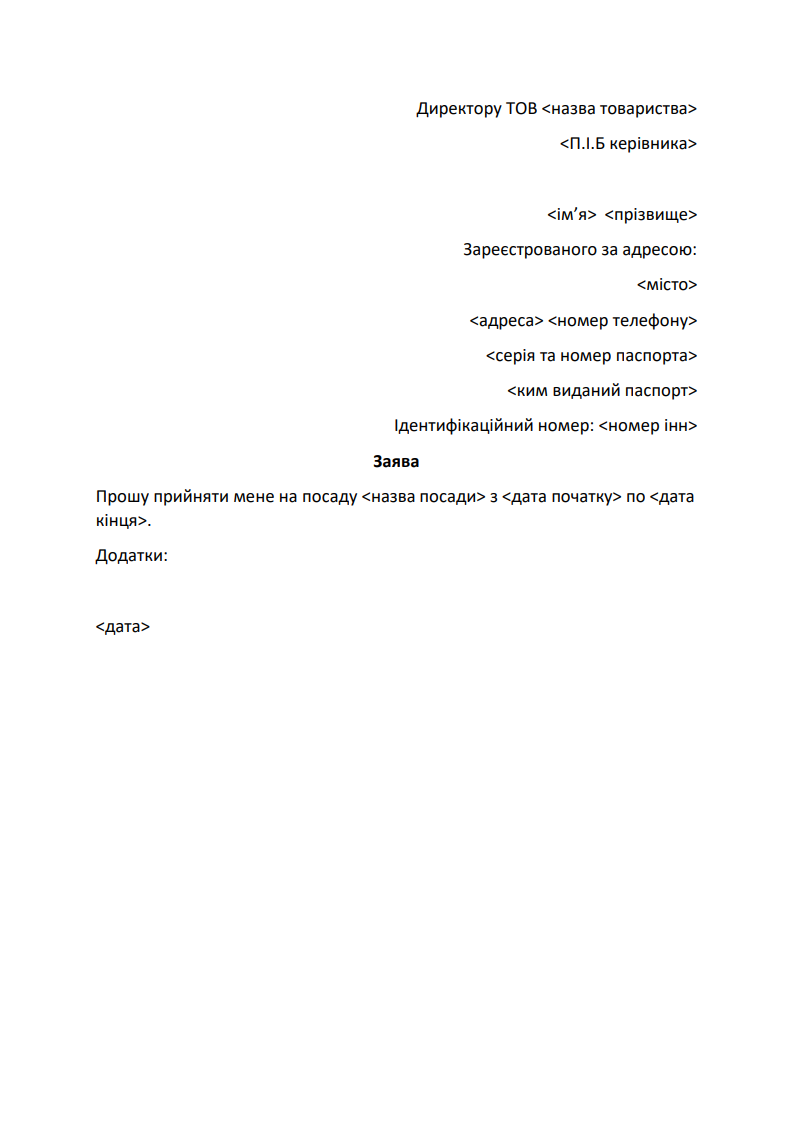 Директору ТОВ <назва товариства>
<П.І.Б керівника>
<ім’я>  <прізвище>
Зареєстрованого за адресою:
<місто>
<адреса> <номер телефону>
<серія та номер паспорта>
<ким виданий паспорт>
Ідентифікаційний номер: <номер інн>
Заява
Прошу прийняти мене на посаду <назва посади> з <дата початку> по <дата
кінця>.
Додатки:
<дата>